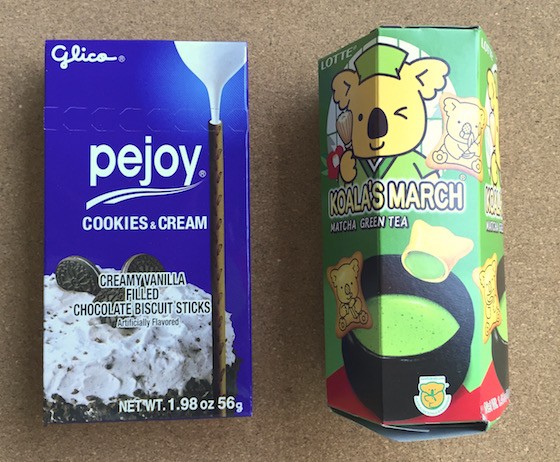 Glico®
pejoy®
COOKIES & CREAM
CREAMY VANILLA
FILLED
CHOCOLATE BISCUIT STICKS
Artificially Flavored
NET WT. 1.98 oz 56g
LOTTE
KOALA'S MARCH
MATCHA GREEN TEA